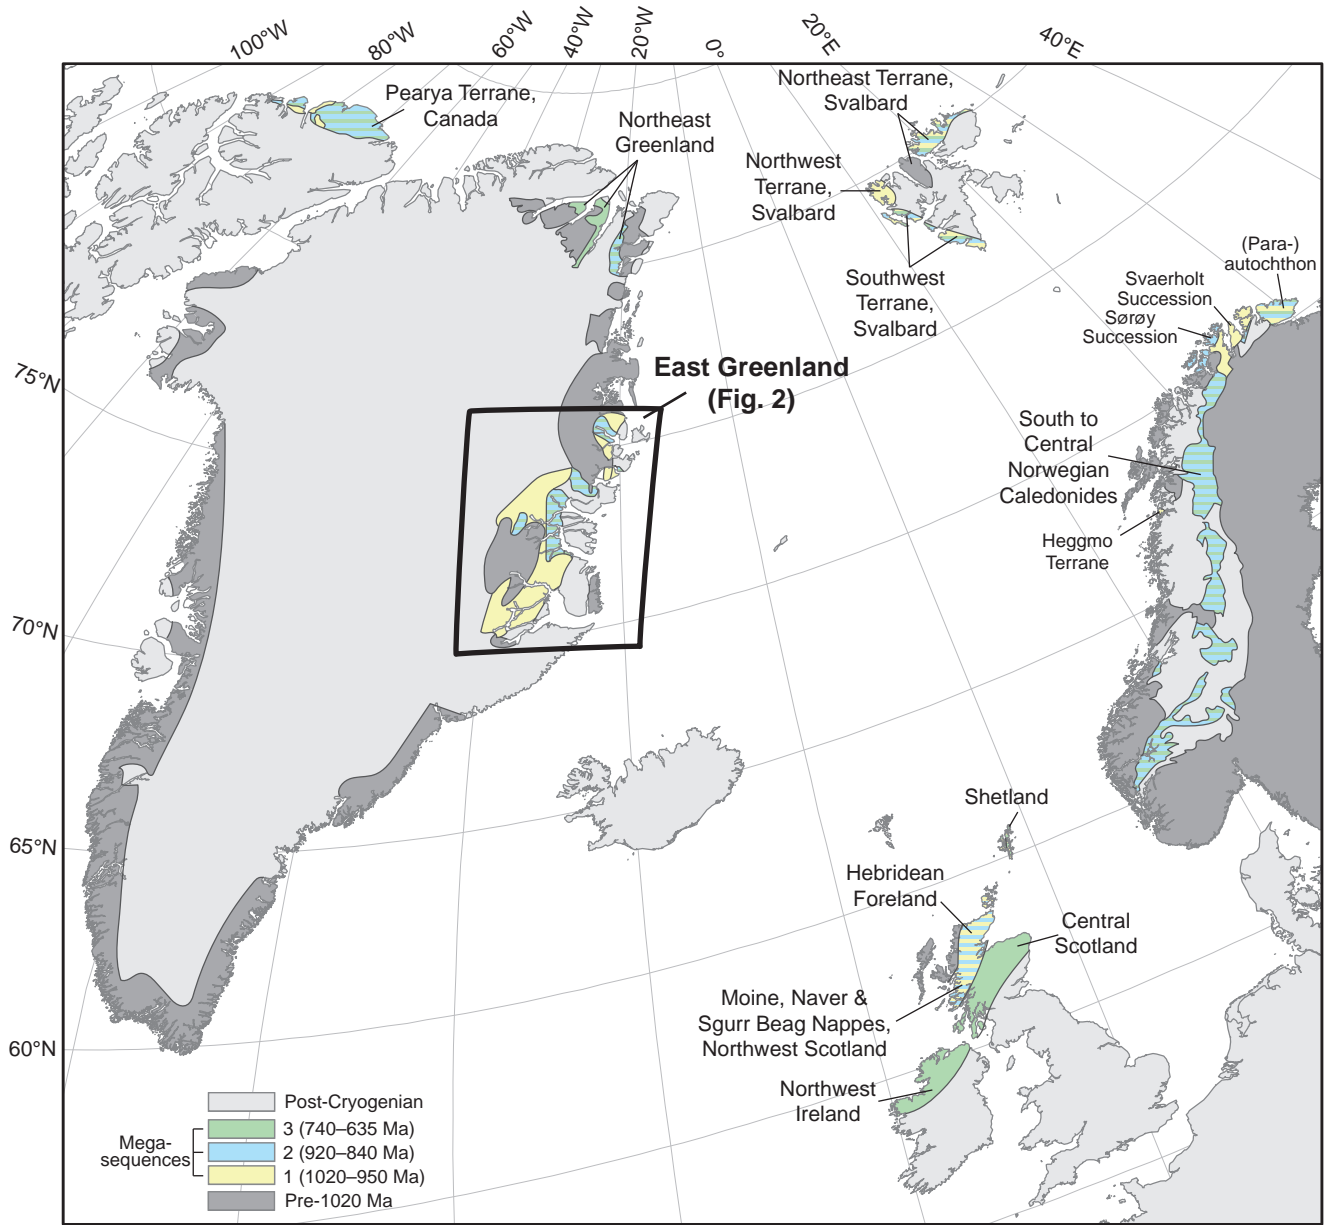 100°W
80°W
60°W
40°W
20°W
0°
20°E
40°E
Pearya Terrane,
Canada
Northeast
Greenland
Northeast Terrane,
Svalbard
Northwest
Terrane,
Svalbard
Southwest
Terrane,
Svalbard
(Para-)
autochthon
Svaerholt
Succession
Sørøy
Succession
75°N
East Greenland
(Fig. 2)
South to
Central
Norwegian
Caledonides
Heggmo
Terrane
70°N
Shetland
65°N
Hebridean
Foreland
Central
Scotland
Moine, Naver &
Sgurr Beag Nappes,
Northwest Scotland
60°N
Northwest
Ireland
Post-Cryogenian
Mega-
sequences
3 (740–635 Ma)
2 (920–840 Ma)
1 (1020–950 Ma)
Pre-1020 Ma